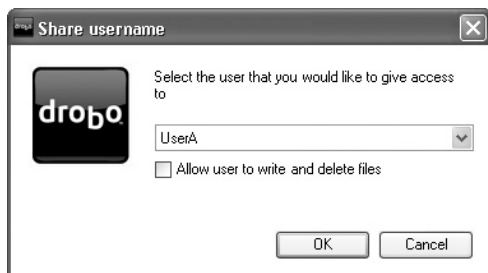 Share username
Select the user that you would like to give access
to
drobo
UserA
Allow user to write and delete files
OK
Cancel